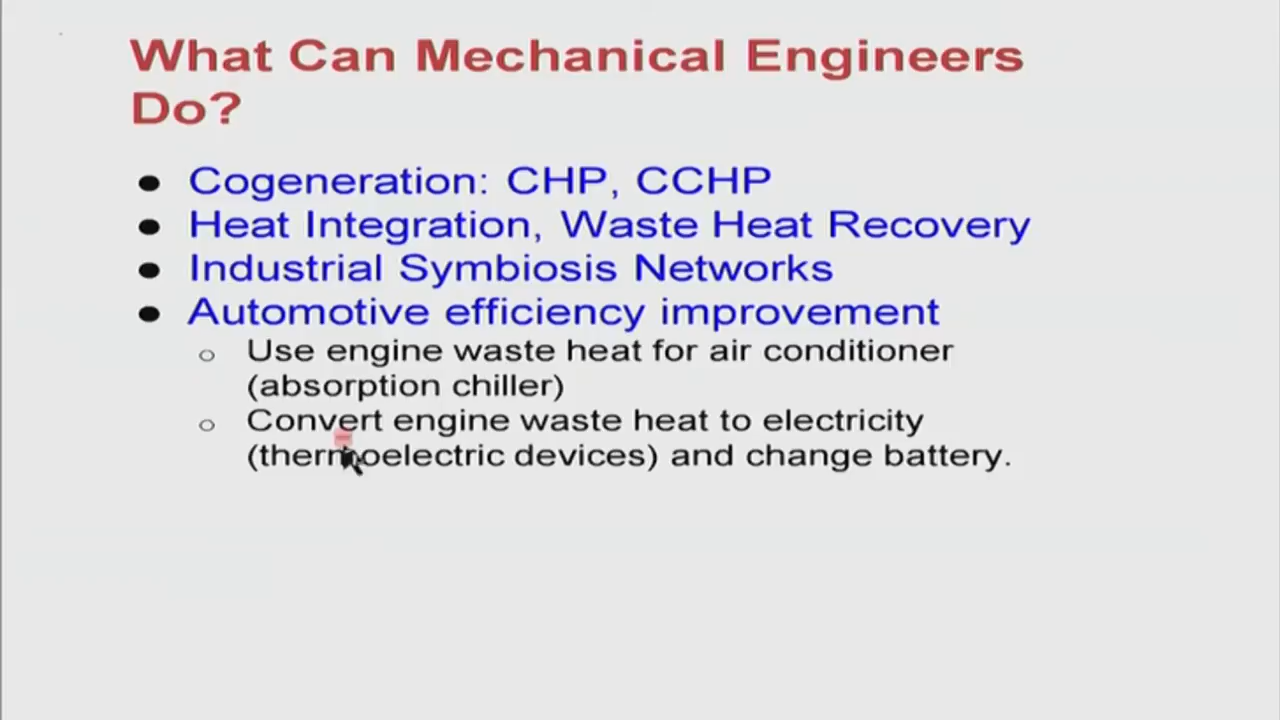 What Can Mechanical Engineers
Do?
● Cogeneration: CHP, CCHP
● Heat Integration, Waste Heat Recovery
● Industrial Symbiosis Networks
● Automotive efficiency improvement
○ Use engine waste heat for air conditioner
(absorption chiller)
○ Convert engine waste heat to electricity
(thermoelectric devices) and change battery.